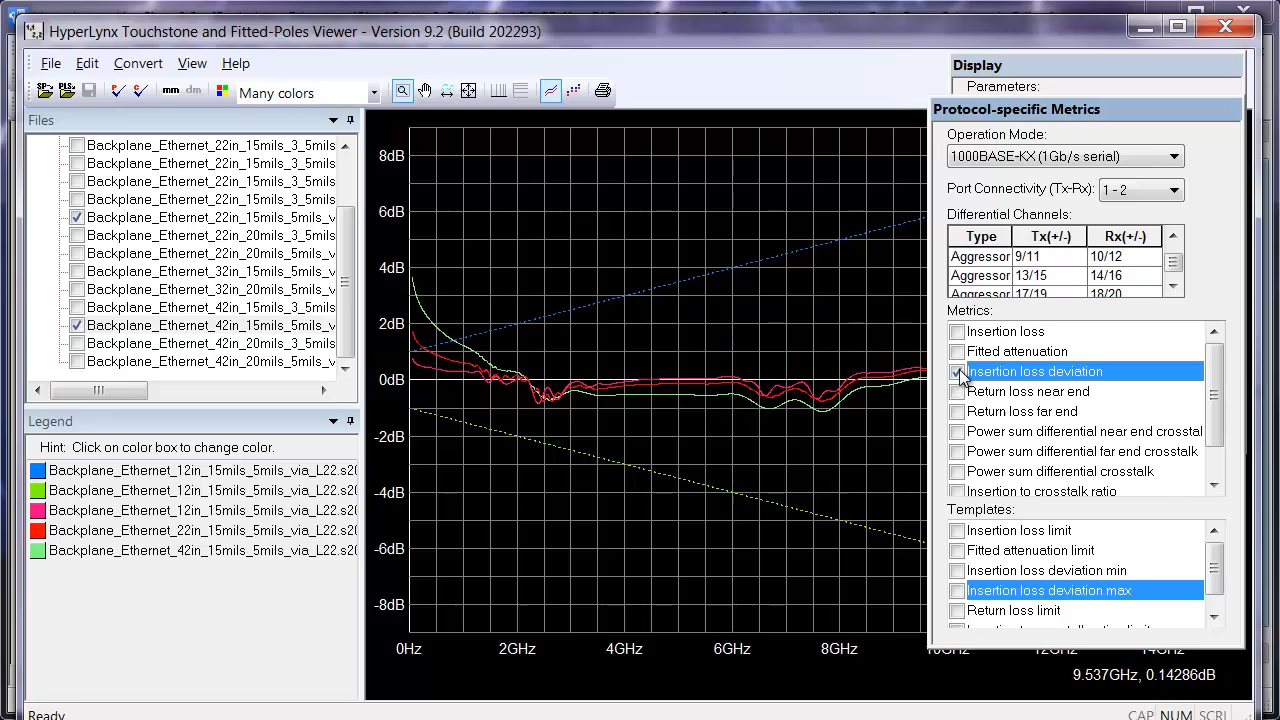 HyperLynx Touchstone and Fitted-Poles Viewer - Version 9.2 (Build 202293)
File Edit Convert View Help
mm dm Many colors
Files
Backplane_Ethernet_22in_15mils_3_5mils
Backplane_Ethernet_22in_15mils_3_5mils
Backplane_Ethernet_22in_15mils_3_5mils
Backplane_Ethernet_22in_15mils_3_5mils
Backplane_Ethernet_22in_15mils_5mils_v
Backplane_Ethernet_22in_20mils_3_5mils
Backplane_Ethernet_22in_20mils_5mils_v
Backplane_Ethernet_32in_15mils_3_5mils
Backplane_Ethernet_32in_20mils_5mils_v
Backplane_Ethernet_42in_15mils_3_5mils
Backplane_Ethernet_42in_15mils_5mils_v
Backplane_Ethernet_42in_20mils_3_5mils
Backplane_Ethernet_42in_20mils_5mils_v
Legend
Hint: Click on color box to change color.
Backplane_Ethernet_12in_15mils_5mils_via_L22.s20
Backplane_Ethernet_12in_15mils_5mils_via_L22.s20
Backplane_Ethernet_12in_15mils_5mils_via_L22.s20
Backplane_Ethernet_22in_15mils_5mils_via_L22.s20
Backplane_Ethernet_42in_15mils_5mils_via_L22.s20
8dB
6dB
4dB
2dB
0dB
-2dB
-4dB
-6dB
-8dB
0Hz 2GHz 4GHz 6GHz 8GHz 10GHz 12GHz 14GHz
9.537GHz, 0.14286dB
Display
Parameters:
Protocol-specific Metrics
Operation Mode:
1000BASE-KX (1Gb/s serial)
Port Connectivity (Tx-Rx): 1 - 2
Differential Channels:
Type Tx(+/-) Rx(+/-)
Aggressor 9/11 10/12
Aggressor 13/15 14/16
Aggressor 17/19 18/20
Metrics:
Insertion loss
Fitted attenuation
Insertion loss deviation
Return loss near end
Return loss far end
Power sum differential near end crosstal
Power sum differential far end crosstalk
Power sum differential crosstalk
Insertion to crosstalk ratio
Templates:
Insertion loss limit
Fitted attenuation limit
Insertion loss deviation min
Insertion loss deviation max
Return loss limit
Ready
CAP NUM SCRL